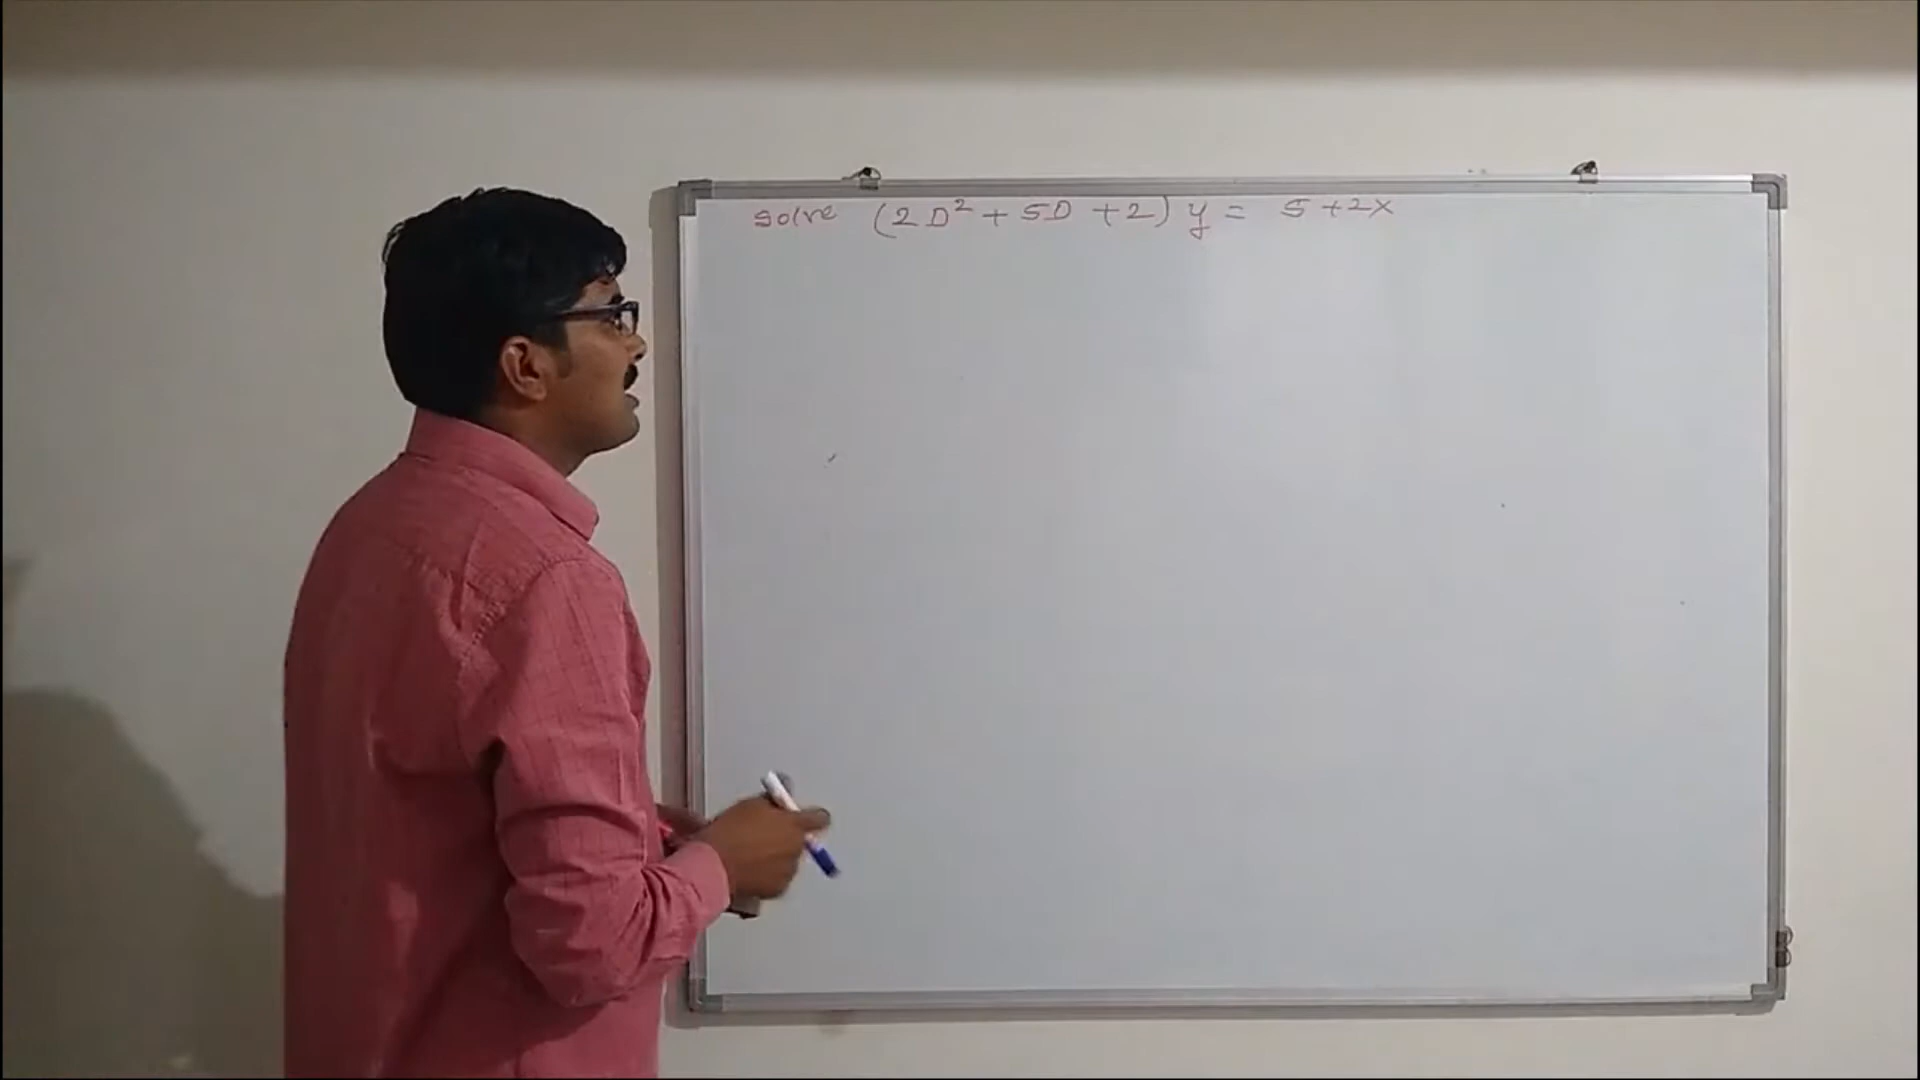 solve (2D² + 5D + 2) y = 5 + 2x